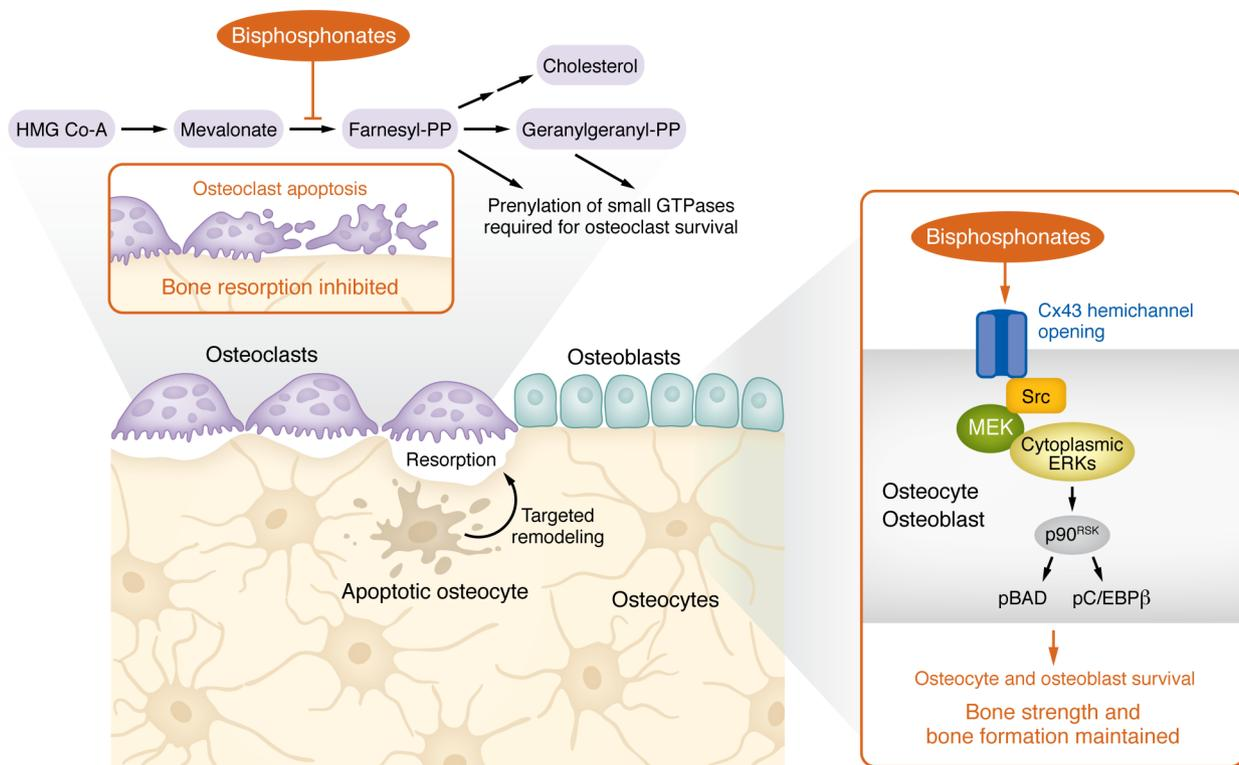 Bisphosphonates
Cholesterol
HMG Co-A
Mevalonate
Farnesyl-PP
Geranylgeranyl-PP
Osteoclast apoptosis
Bone resorption inhibited
Prenylation of small GTPases
required for osteoclast survival
Osteoclasts
Osteoblasts
Resorption
Targeted
remodeling
Apoptotic osteocyte
Osteocytes
Bisphosphonates
Cx43 hemichannel
opening
Src
MEK
Cytoplasmic
ERKs
Osteocyte
Osteoblast
p90RSK
pBAD
pC/EBPβ
Osteocyte and osteoblast survival
Bone strength and
bone formation maintained